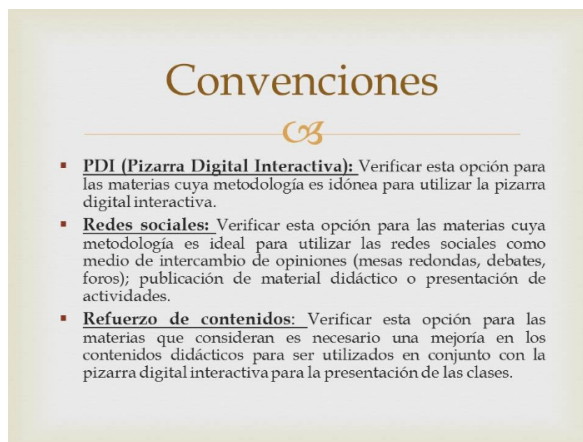 Convenciones
▪ PDI (Pizarra Digital Interactiva): Verificar esta opción para
las materias cuya metodología es idónea para utilizar la pizarra
digital interactiva.
▪ Redes sociales: Verificar esta opción para las materias cuya
metodología es ideal para utilizar las redes sociales como
medio de intercambio de opiniones (mesas redondas, debates,
foros); publicación de material didáctico o presentación de
actividades.
▪ Refuerzo de contenidos: Verificar esta opción para las
materias que consideran es necesario una mejoría en los
contenidos didácticos para ser utilizados en conjunto con la
pizarra digital interactiva para la presentación de las clases.